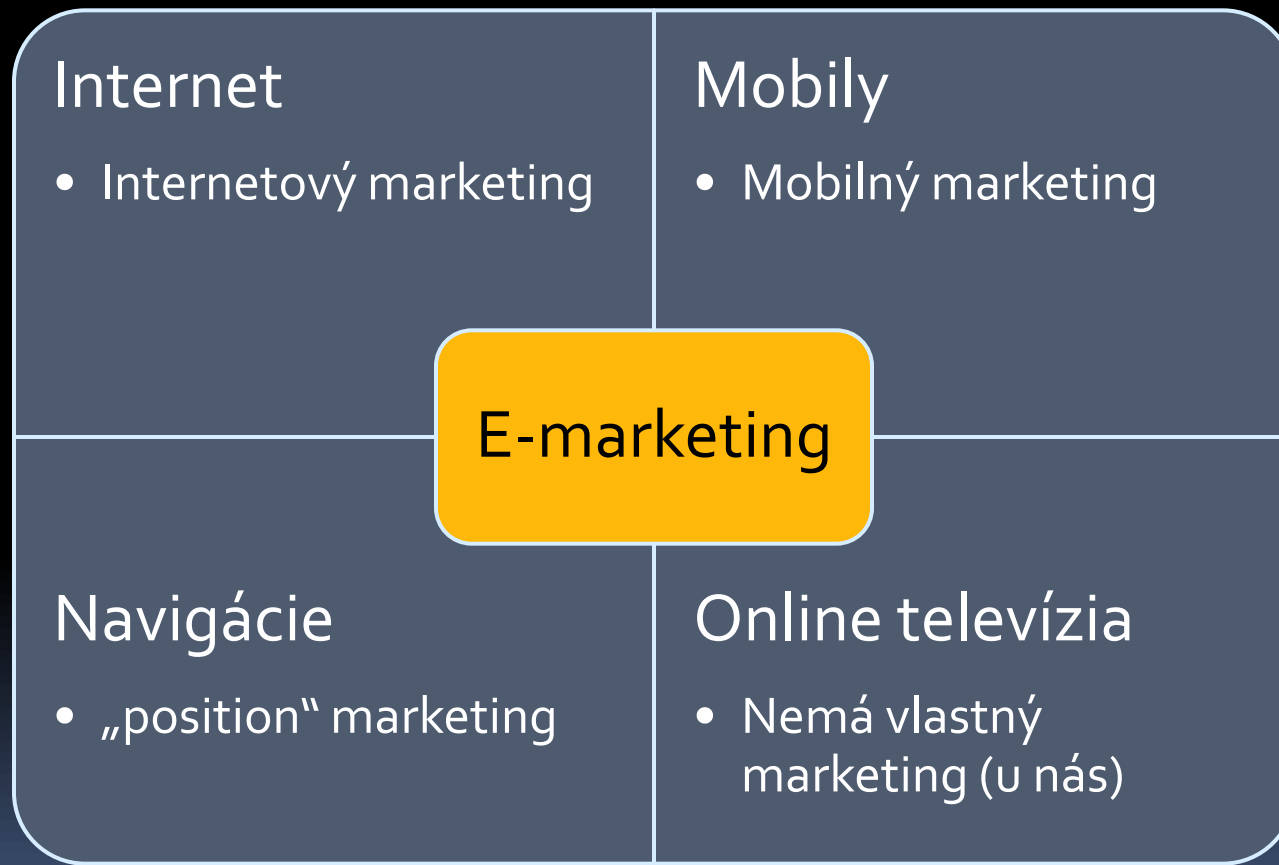 Internet
• Internetový marketing
Mobily
• Mobilný marketing
E-marketing
Navigácie
• „position“ marketing
Online televízia
• Nemá vlastný
marketing (u nás)